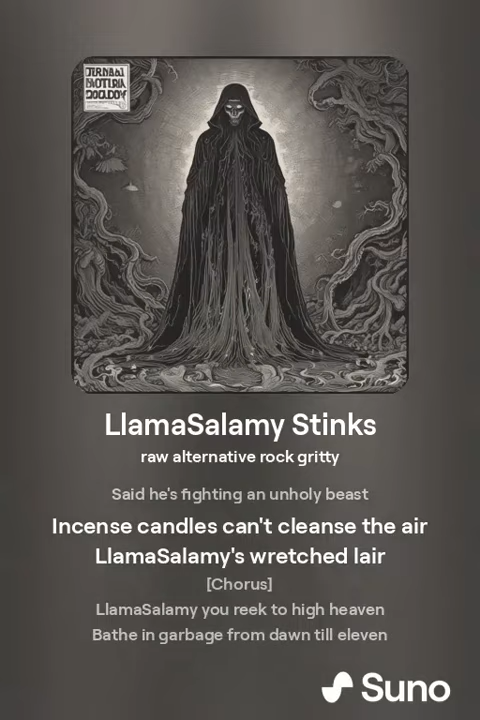 LlamaSalamy Stinks
raw alternative rock gritty
Said he's fighting an unholy beast
Incense candles can't cleanse the air
LlamaSalamy's wretched lair
[Chorus]
LlamaSalamy you reek to high heaven
Bathe in garbage from dawn till eleven
Suno